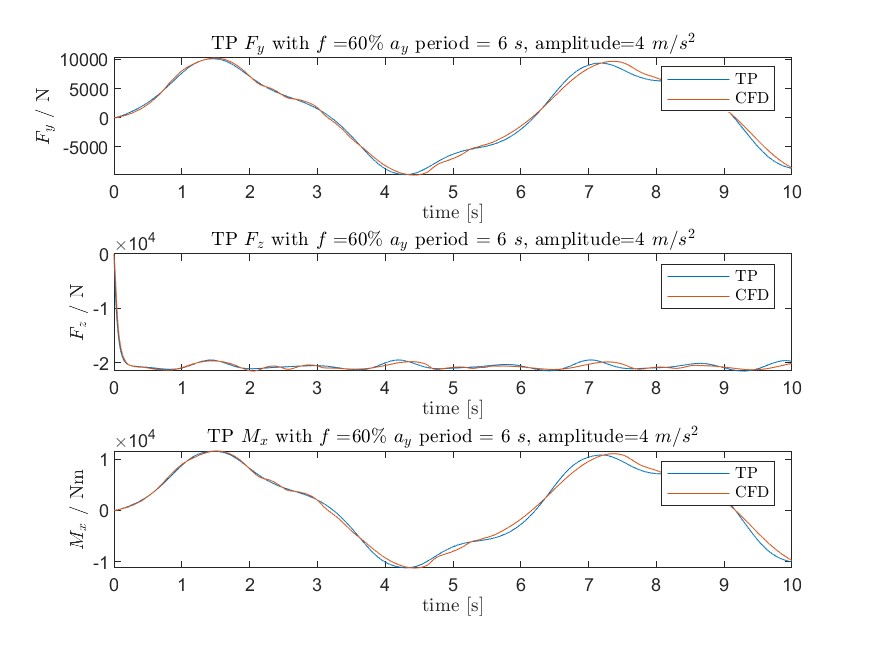 TP F_y with f =60% a_y period = 6 s, amplitude=4 m/s^2
10000
5000
0
-5000
F_y / N
TP
CFD
0 1 2 3 4 5 6 7 8 9 10
time [s]
TP F_z with f =60% a_y period = 6 s, amplitude=4 m/s^2
×10^4
0
-1
-2
F_z / N
TP
CFD
0 1 2 3 4 5 6 7 8 9 10
time [s]
TP M_x with f =60% a_y period = 6 s, amplitude=4 m/s^2
×10^4
1
0
-1
M_x / Nm
TP
CFD
0 1 2 3 4 5 6 7 8 9 10
time [s]